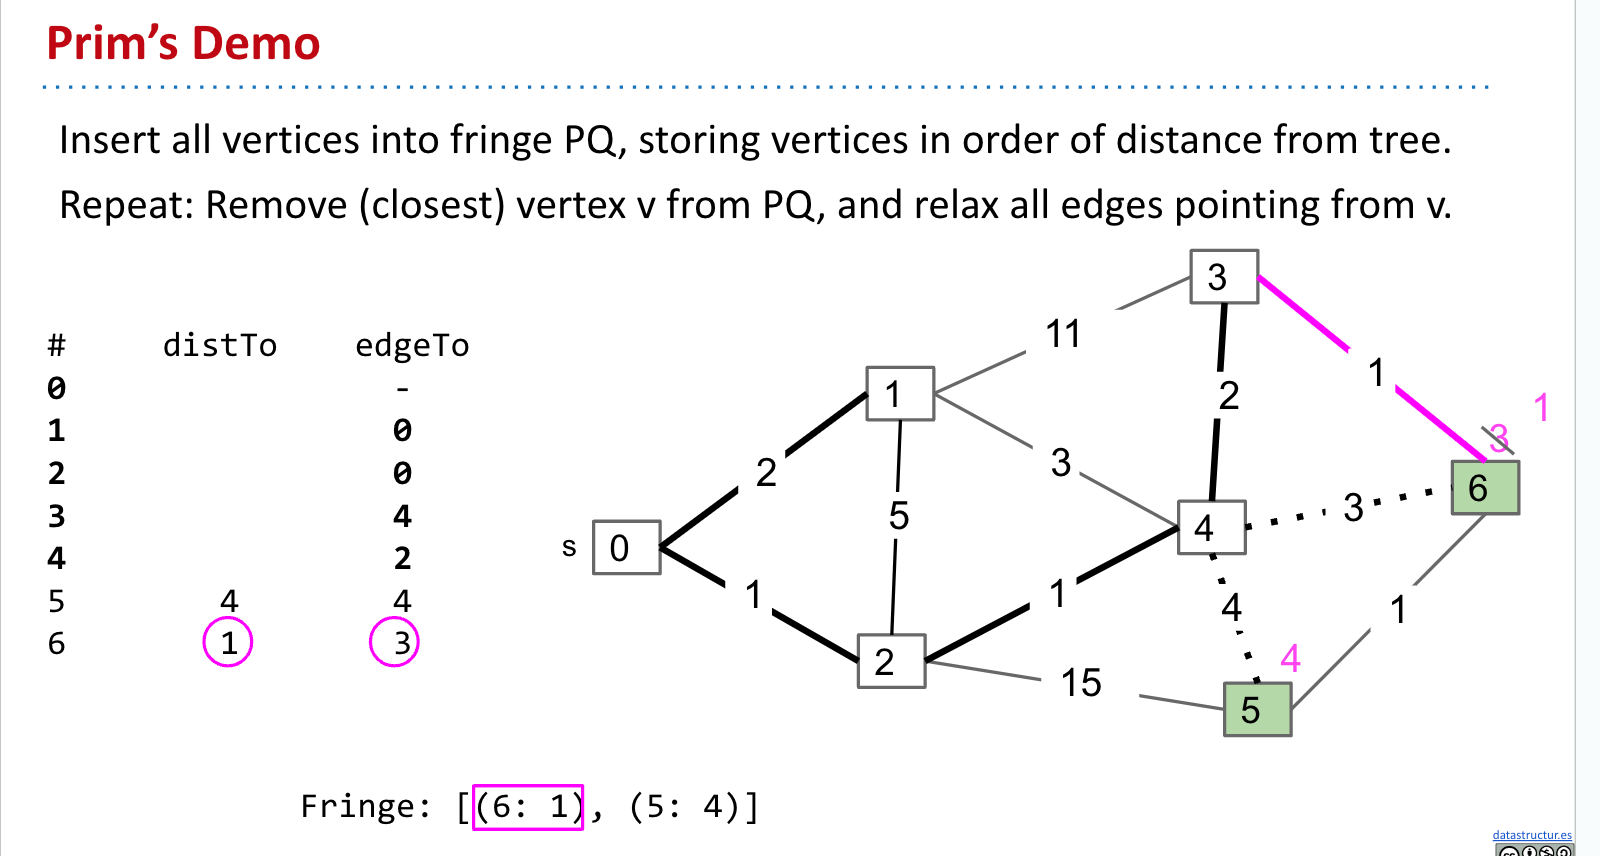 Prim’s Demo
Insert all vertices into fringe PQ, storing vertices in order of distance from tree.
Repeat: Remove (closest) vertex v from PQ, and relax all edges pointing from v.
# distTo edgeTo
0 -
1 0
2 0
3 4
4 2
5 4 4
6 1 3
3
11
1
1
1
2
3
2
3
6
3
5
4
s 0
1
1
4
1
2
4
15
5
Fringe: [(6: 1), (5: 4)]
datastructur.es